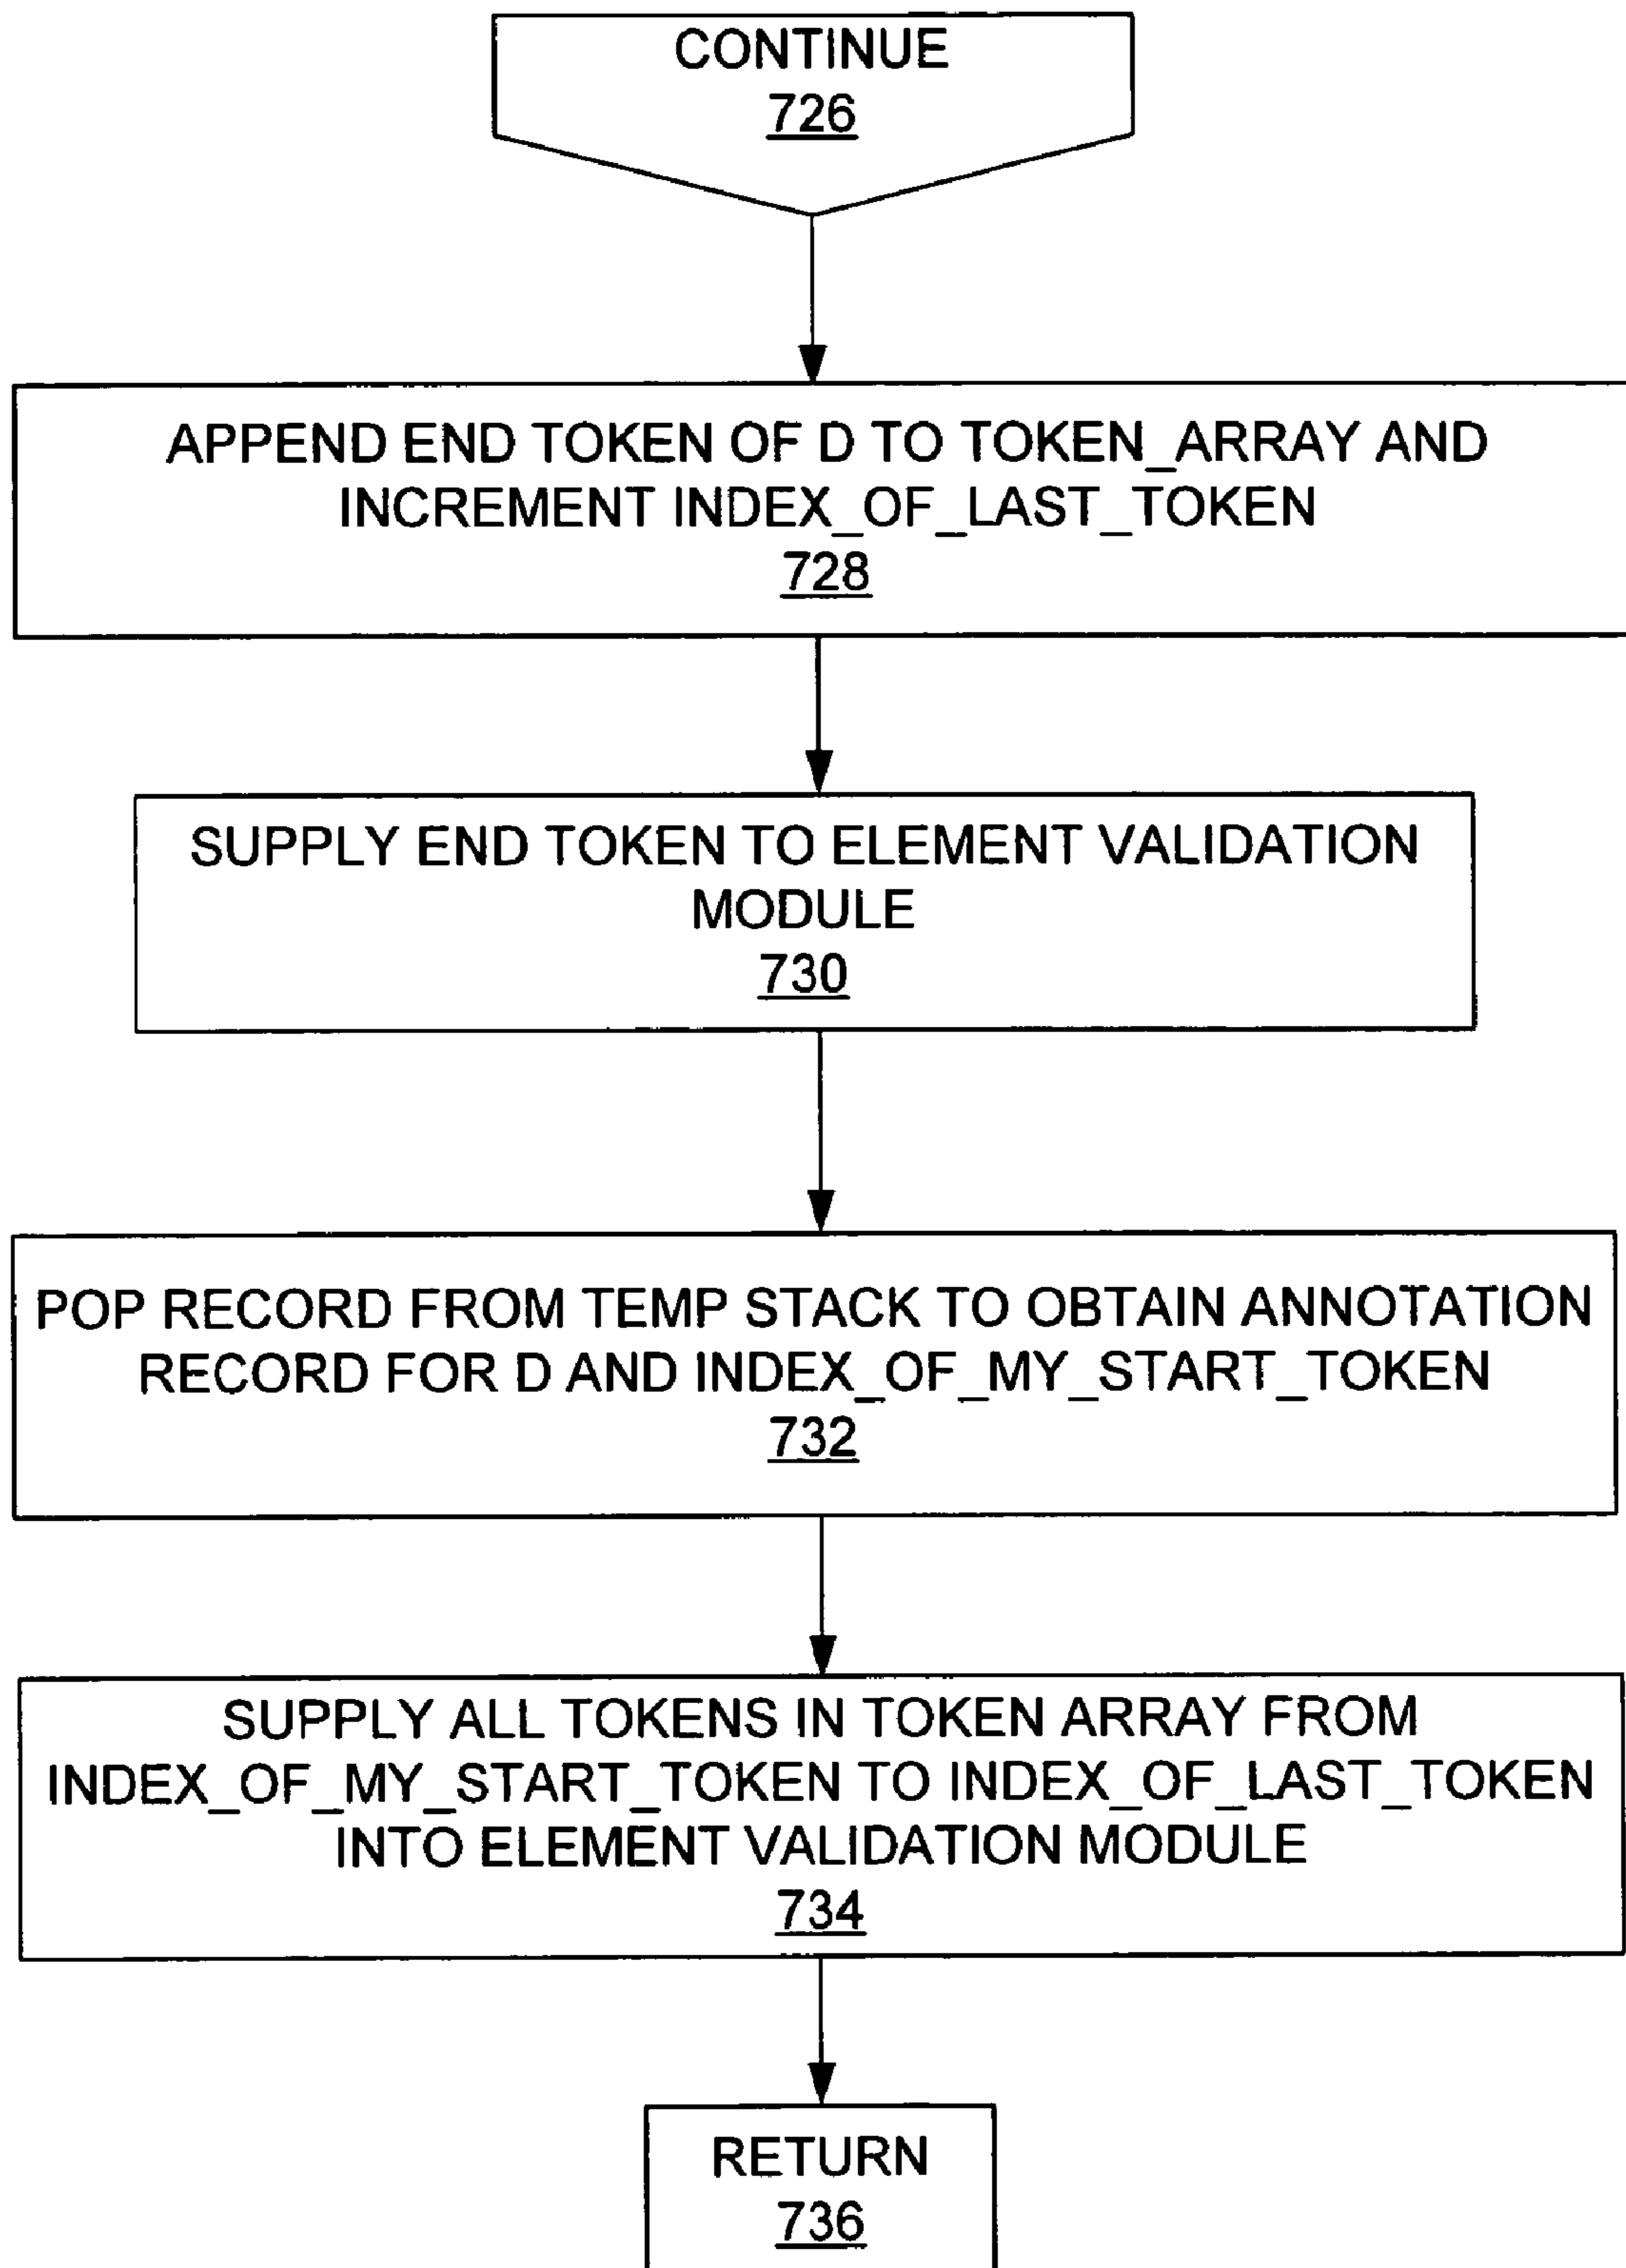 CONTINUE
726
APPEND END TOKEN OF D TO TOKEN_ARRAY AND
INCREMENT INDEX_OF_LAST_TOKEN
728
SUPPLY END TOKEN TO ELEMENT VALIDATION
MODULE
730
POP RECORD FROM TEMP STACK TO OBTAIN ANNOTATION
RECORD FOR D AND INDEX_OF_MY_START_TOKEN
732
SUPPLY ALL TOKENS IN TOKEN ARRAY FROM
INDEX_OF_MY_START_TOKEN TO INDEX_OF_LAST_TOKEN
INTO ELEMENT VALIDATION MODULE
734
RETURN
736